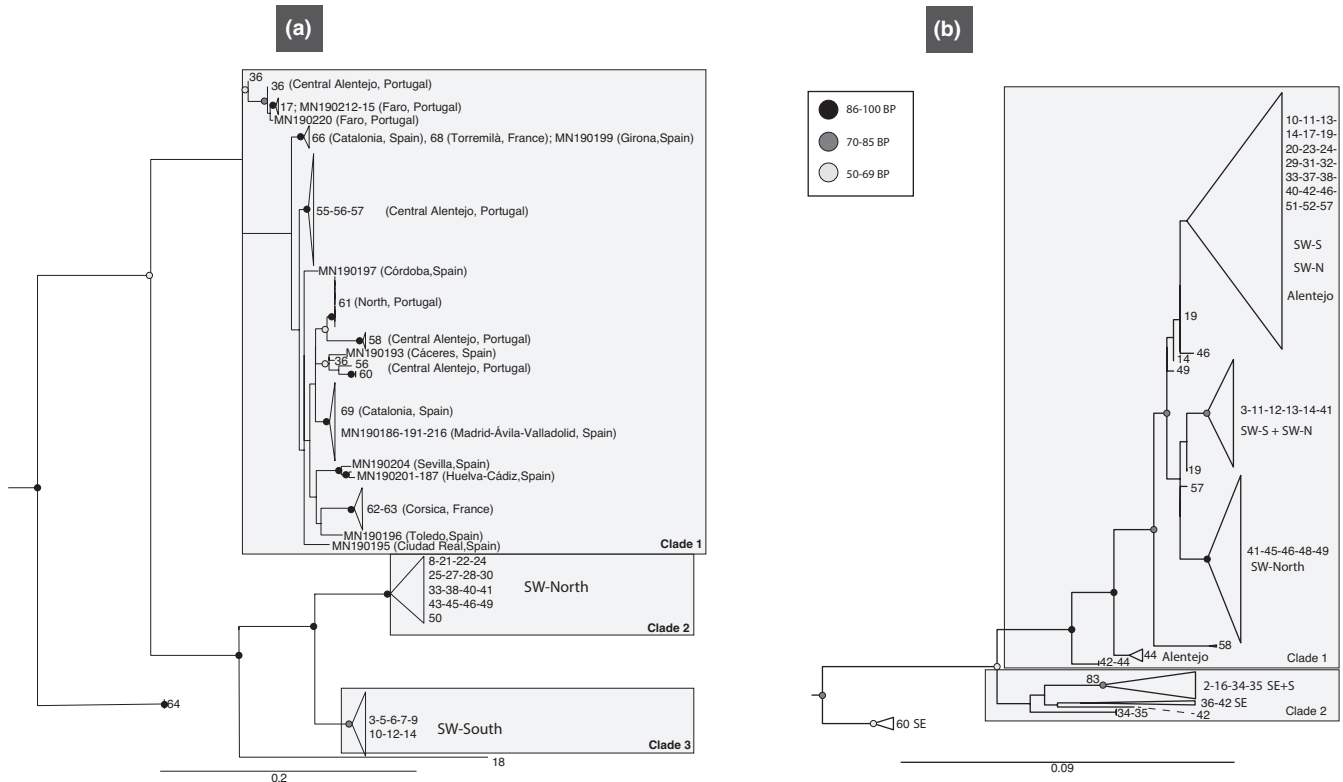 (a)
36
36 (Central Alentejo, Portugal)
17; MN190212-15 (Faro, Portugal)
MN190220 (Faro, Portugal)
66 (Catalonia, Spain), 68 (Torremilà, France); MN190199 (Girona,Spain)
55-56-57 (Central Alentejo, Portugal)
MN190197 (Córdoba,Spain)
61 (North, Portugal)
58 (Central Alentejo, Portugal)
MN190193 (Cáceres, Spain)
36
56
(Central Alentejo, Portugal)
60
69 (Catalonia, Spain)
MN190186-191-216 (Madrid-Ávila-Valladolid, Spain)
MN190204 (Sevilla,Spain)
MN190201-187 (Huelva-Cádiz,Spain)
62-63 (Corsica, France)
MN190196 (Toledo,Spain)
MN190195 (Ciudad Real,Spain)
Clade 1
8-21-22-24
25-27-28-30
33-38-40-41
43-45-46-49
50
SW-North
Clade 2
64
3-5-6-7-9
10-12-14
SW-South
Clade 3
18
0.2
(b)
86-100 BP
70-85 BP
50-69 BP
10-11-13-
14-17-19-
20-23-24-
29-31-32-
33-37-38-
40-42-46-
51-52-57
SW-S
SW-N
Alentejo
19
46
14
49
3-11-12-13-14-41
SW-S + SW-N
19
57
41-45-46-48-49
SW-North
58
44 Alentejo
42-44
Clade 1
83
2-16-34-35 SE+S
36-42 SE
34-35
42
Clade 2
60 SE
0.09